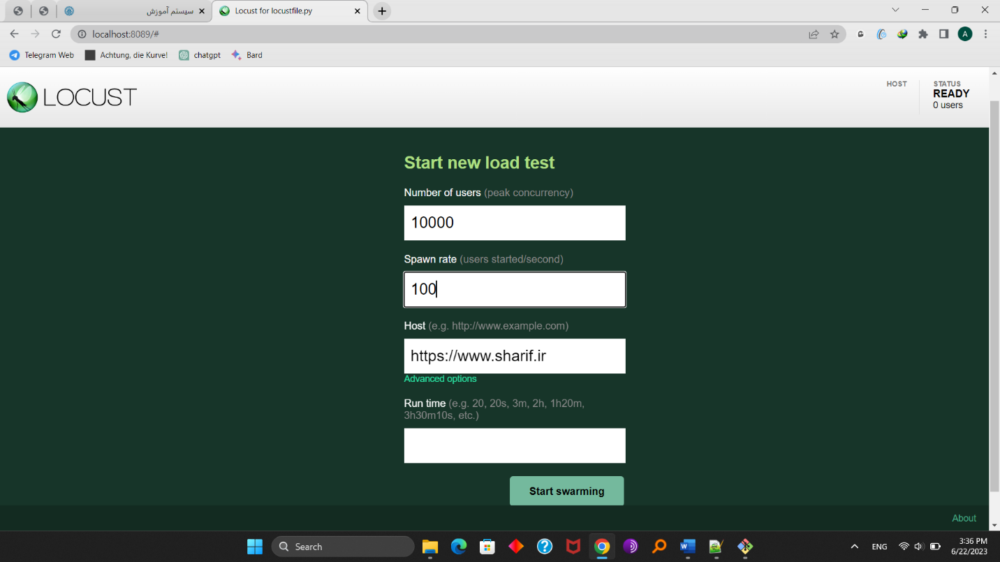 سیستم آموزش
Locust for locustfile.py
localhost:8089/#
A
Telegram Web
Achtung, die Kurve!
chatgpt
Bard
LOCUST
HOST
STATUS
READY
0 users
Start new load test
Number of users (peak concurrency)
10000
Spawn rate (users started/second)
100
Host (e.g. http://www.example.com)
https://www.sharif.ir
Advanced options
Run time (e.g. 20, 20s, 3m, 2h, 1h20m,
3h30m10s, etc.)
Start swarming
About
Search
ENG
3:36 PM
6/22/2023